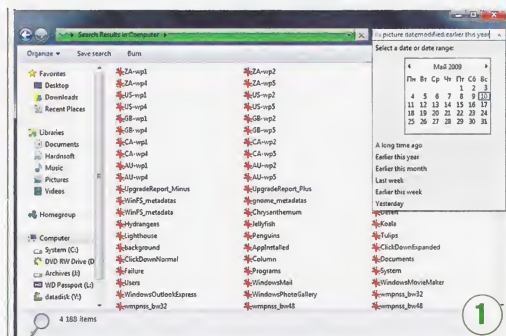 Search Results in Computer
picture datemodified:earlier this year
Organize
Save search
Burn
Select a date or date range:
Май 2009
Пн Вт Ср Чт Пт Сб Вс
1 2 3
4 5 6 7 8 9 10
11 12 13 14 15 16 17
18 19 20 21 22 23 24
25 26 27 28 29 30 31
A long time ago
Earlier this year
Earlier this month
Last week
Earlier this week
Yesterday
Favorites
Desktop
Downloads
Recent Places
Libraries
Documents
Hardnsoft
Music
Pictures
Videos
Homegroup
Computer
System (C:)
DVD RW Drive (D
Archives (J:)
WD Passport (L:)
datadisk (Y:)
ZA-wp1
ZA-wp2
ZA-wp4
ZA-wp5
US-wp1
US-wp2
US-wp4
US-wp5
GB-wp1
GB-wp2
GB-wp4
GB-wp5
CA-wp1
CA-wp2
CA-wp4
CA-wp5
AU-wp1
AU-wp2
AU-wp4
AU-wp5
UpgradeReport_Minus
UpgradeReport_Plus
WinFS_metadatas
gnome_metadatas
WinFS_metadata
Chrysanthemum
Desert
Hydrangeas
Jellyfish
Koala
Lighthouse
Penguins
Tulips
background
AppInstalled
ClickDownExpanded
ClickDownNormal
Column
Documents
Failure
Programs
System
Users
WindowsMail
WindowsMovieMaker
WindowsOutlookExpress
WindowsPhotoGallery
wmpnss_bw32
wmpnss_bw32
wmpnss_bw48
wmpnss_bw48
4 188 items
1